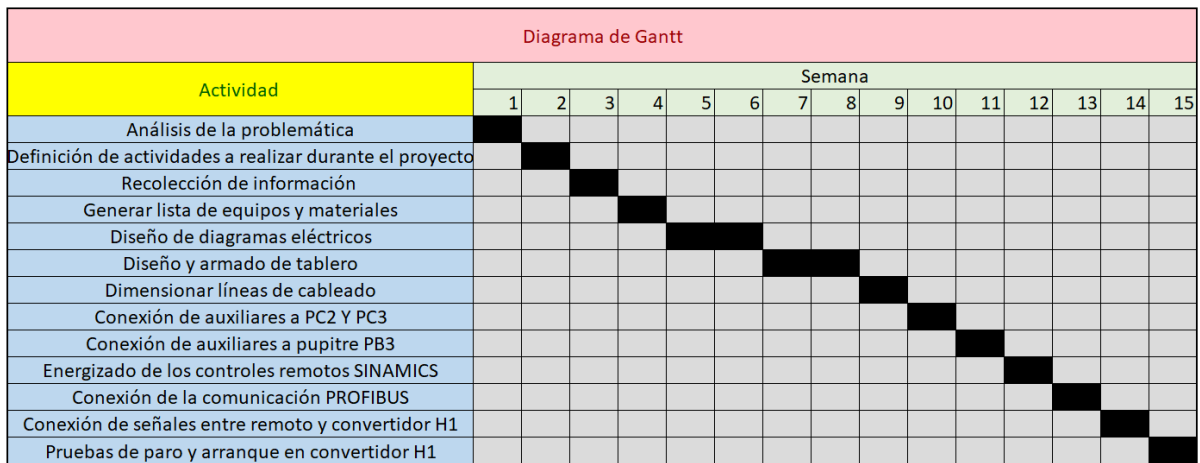 Diagrama de Gantt
Actividad
Semana
1 2 3 4 5 6 7 8 9 10 11 12 13 14 15
Análisis de la problemática
Definición de actividades a realizar durante el proyecto
Recolección de información
Generar lista de equipos y materiales
Diseño de diagramas eléctricos
Diseño y armado de tablero
Dimensionar líneas de cableado
Conexión de auxiliares a PC2 Y PC3
Conexión de auxiliares a pupitre PB3
Energizado de los controles remotos SINAMICS
Conexión de la comunicación PROFIBUS
Conexión de señales entre remoto y convertidor H1
Pruebas de paro y arranque en convertidor H1